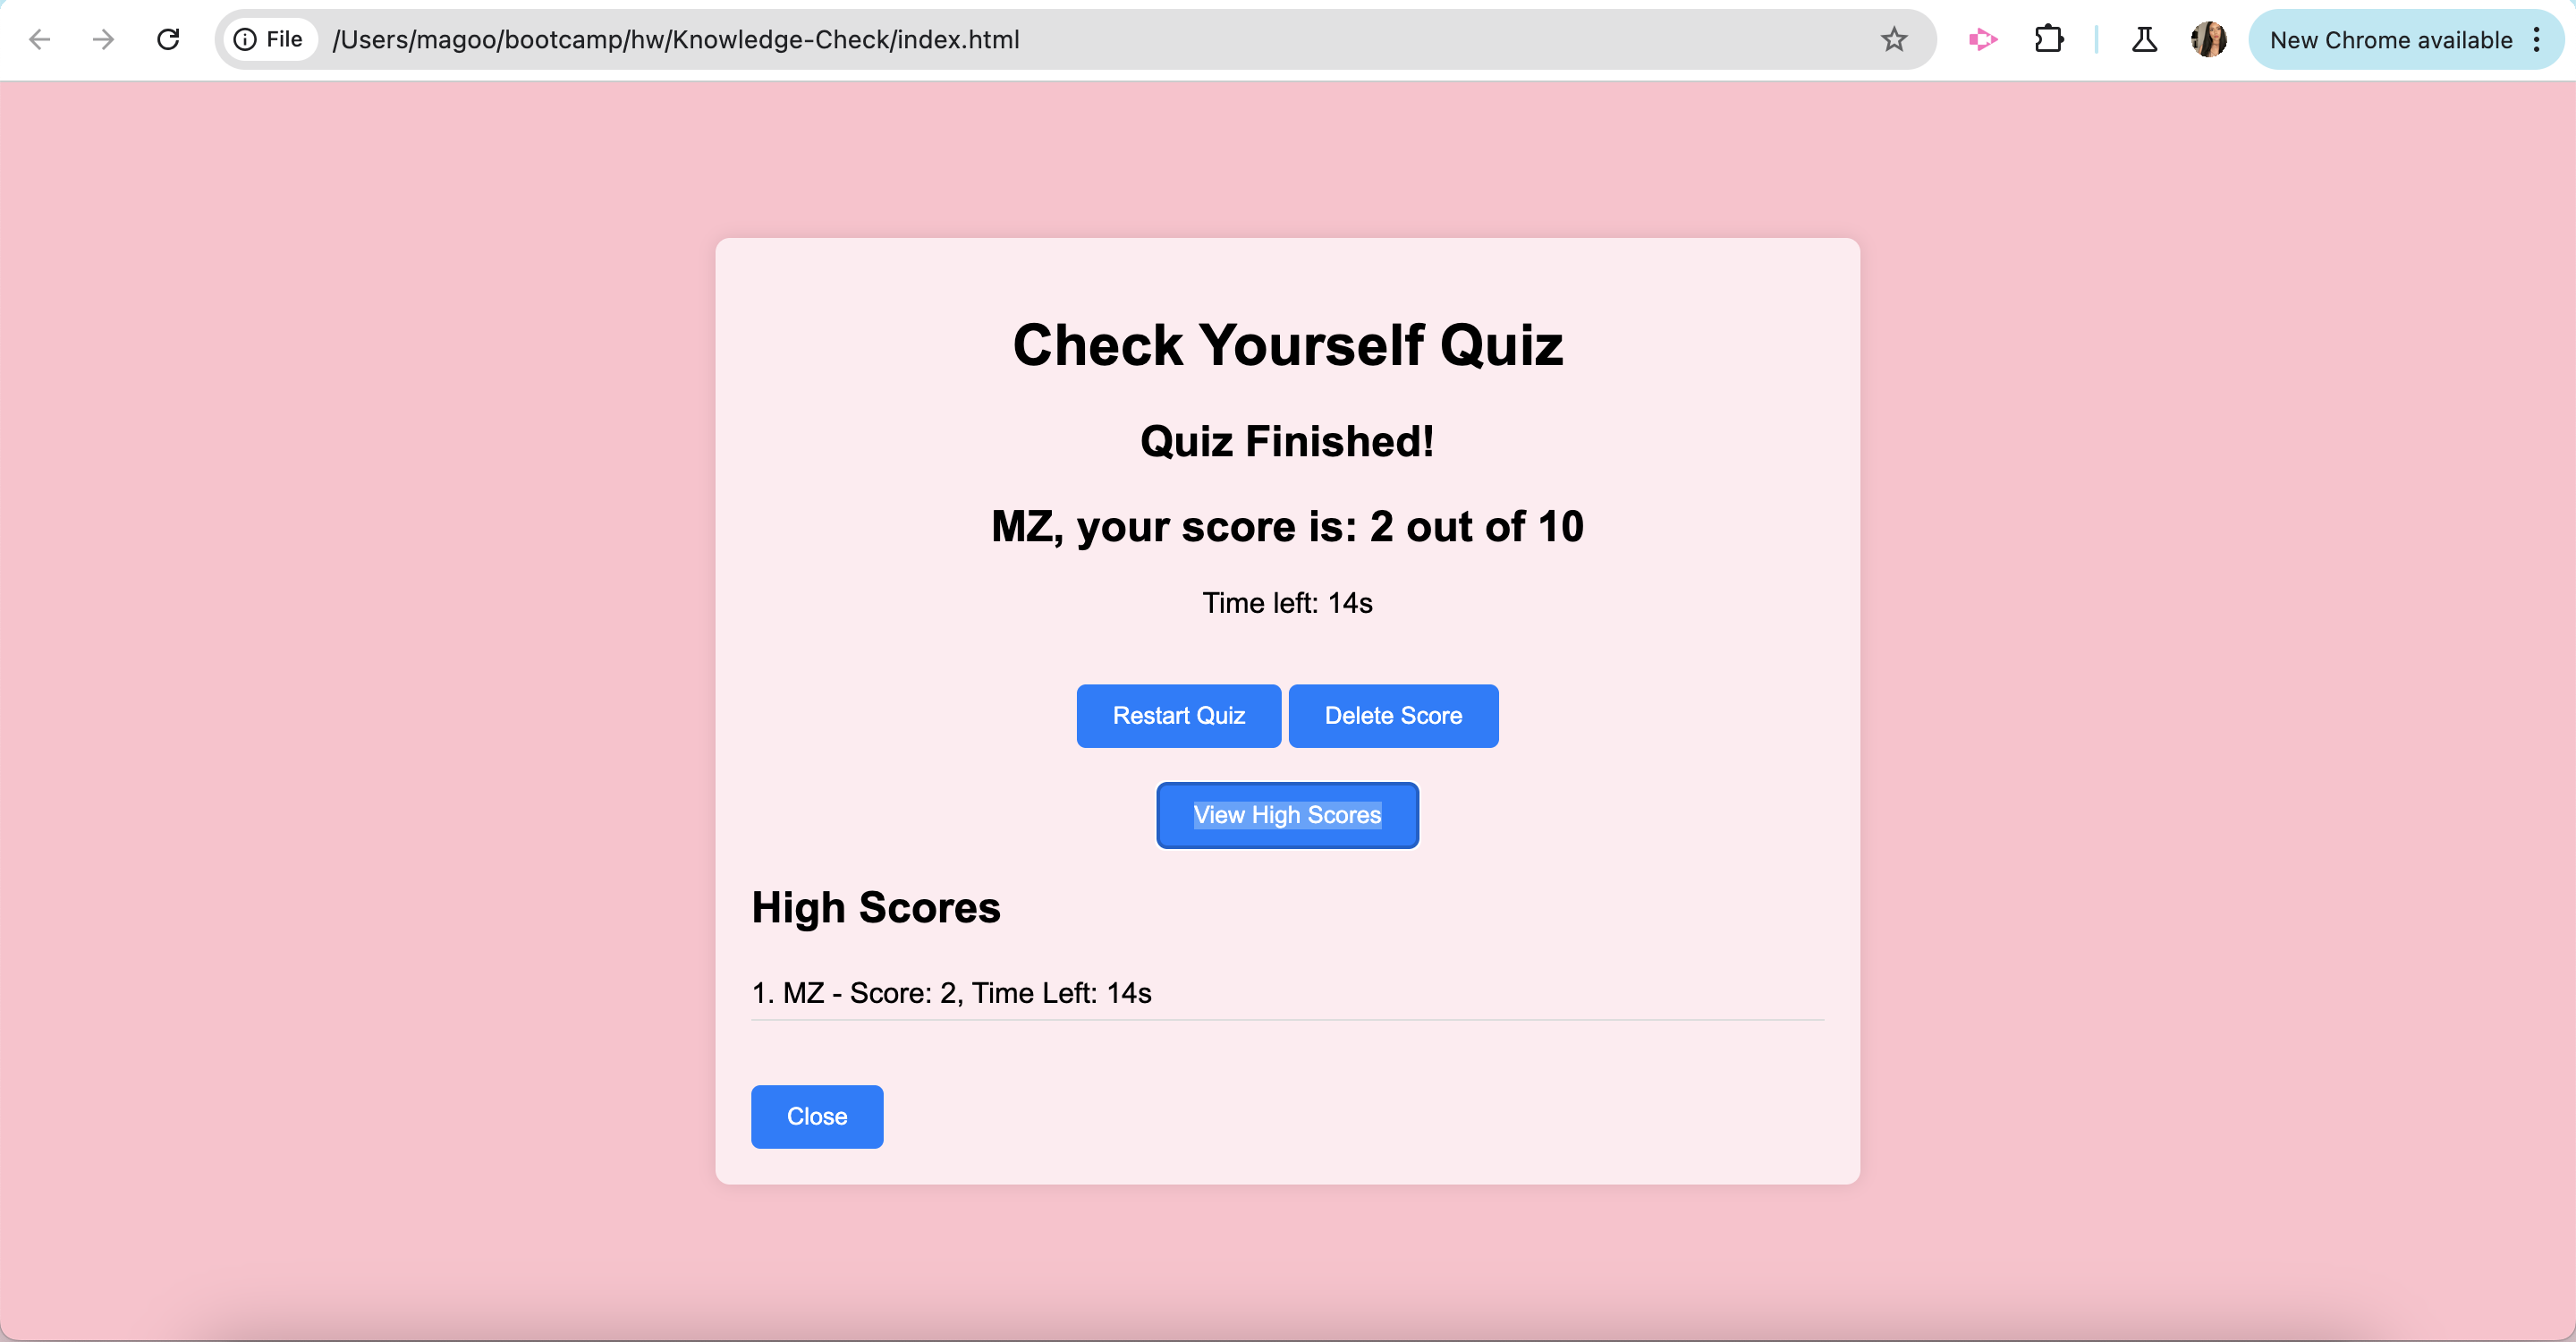 File /Users/magoo/bootcamp/hw/Knowledge-Check/index.html New Chrome available
Check Yourself Quiz
Quiz Finished!
MZ, your score is: 2 out of 10
Time left: 14s
Restart Quiz Delete Score
View High Scores
High Scores
1. MZ - Score: 2, Time Left: 14s
Close